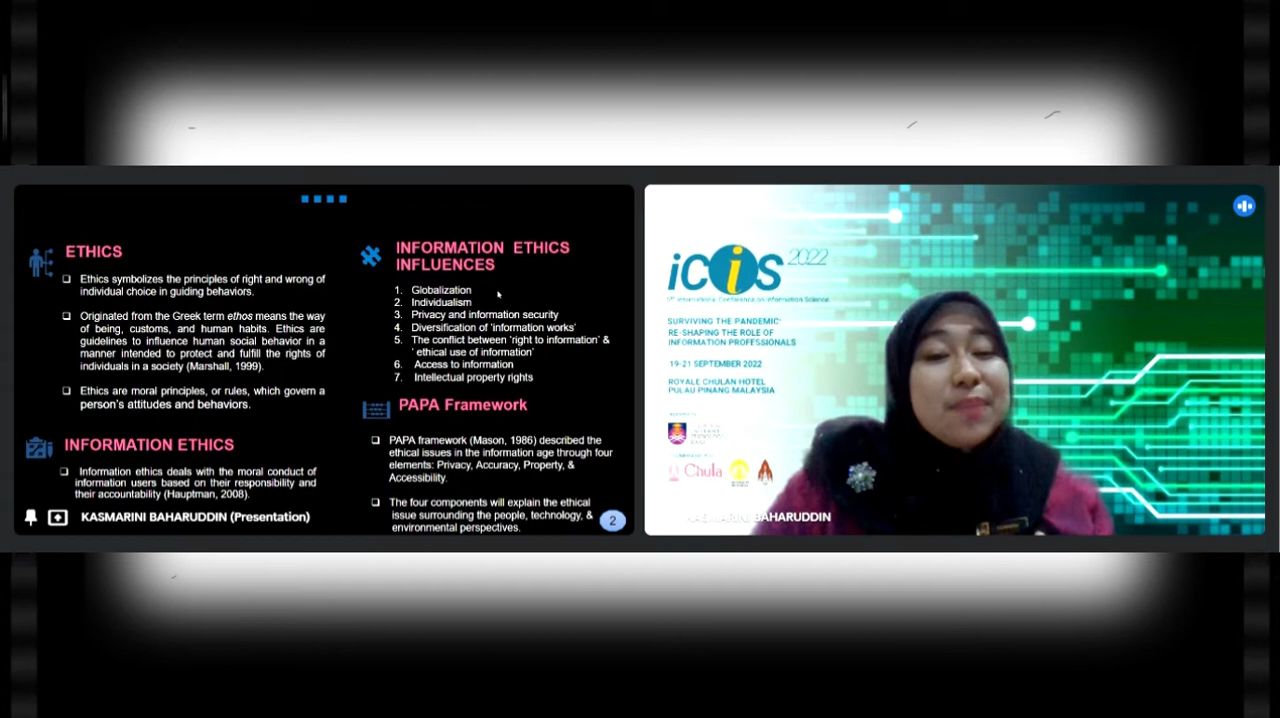 ETHICS
Ethics symbolizes the principles of right and wrong of
individual choice in guiding behaviors.
Originated from the Greek term ethos means the way
of being, customs, and human habits. Ethics are
guidelines to influence human social behavior in a
manner intended to protect and fulfill the rights of
individuals in a society (Marshall, 1999).
Ethics are moral principles, or rules, which govern a
person's attitudes and behaviors.
INFORMATION ETHICS
Information ethics deals with the moral conduct of
information users based on their responsibility and
their accountability (Hauptman, 2008).
KASMARINI BAHARUDDIN (Presentation)
INFORMATION ETHICS
INFLUENCES
1. Globalization
2. Individualism
3. Privacy and information security
4. Diversification of 'information works'
5. The conflict between 'right to information' &
' ethical use of information'
6. Access to information
7. Intellectual property rights
PAPA Framework
PAPA framework (Mason, 1986) described the
ethical issues in the information age through four
elements: Privacy, Accuracy, Property, &
Accessibility.
The four components will explain the ethical
issue surrounding the people, technology, &
environmental perspectives.
2
iCiS 2022
5th International Conference on Information Science
SURVIVING THE PANDEMIC:
RE-SHAPING THE ROLE OF
INFORMATION PROFESSIONALS
19-21 SEPTEMBER 2022
ROYALE CHULAN HOTEL
PULAU PINANG MALAYSIA
Chula
KASMARINI BAHARUDDIN